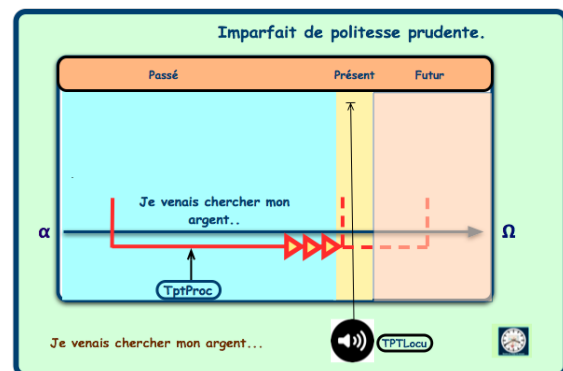 Imparfait de politesse prudente.
Passé Présent Futur
Je venais chercher mon
argent..
α Ω
TptProc
Je venais chercher mon argent...
TPTLocu